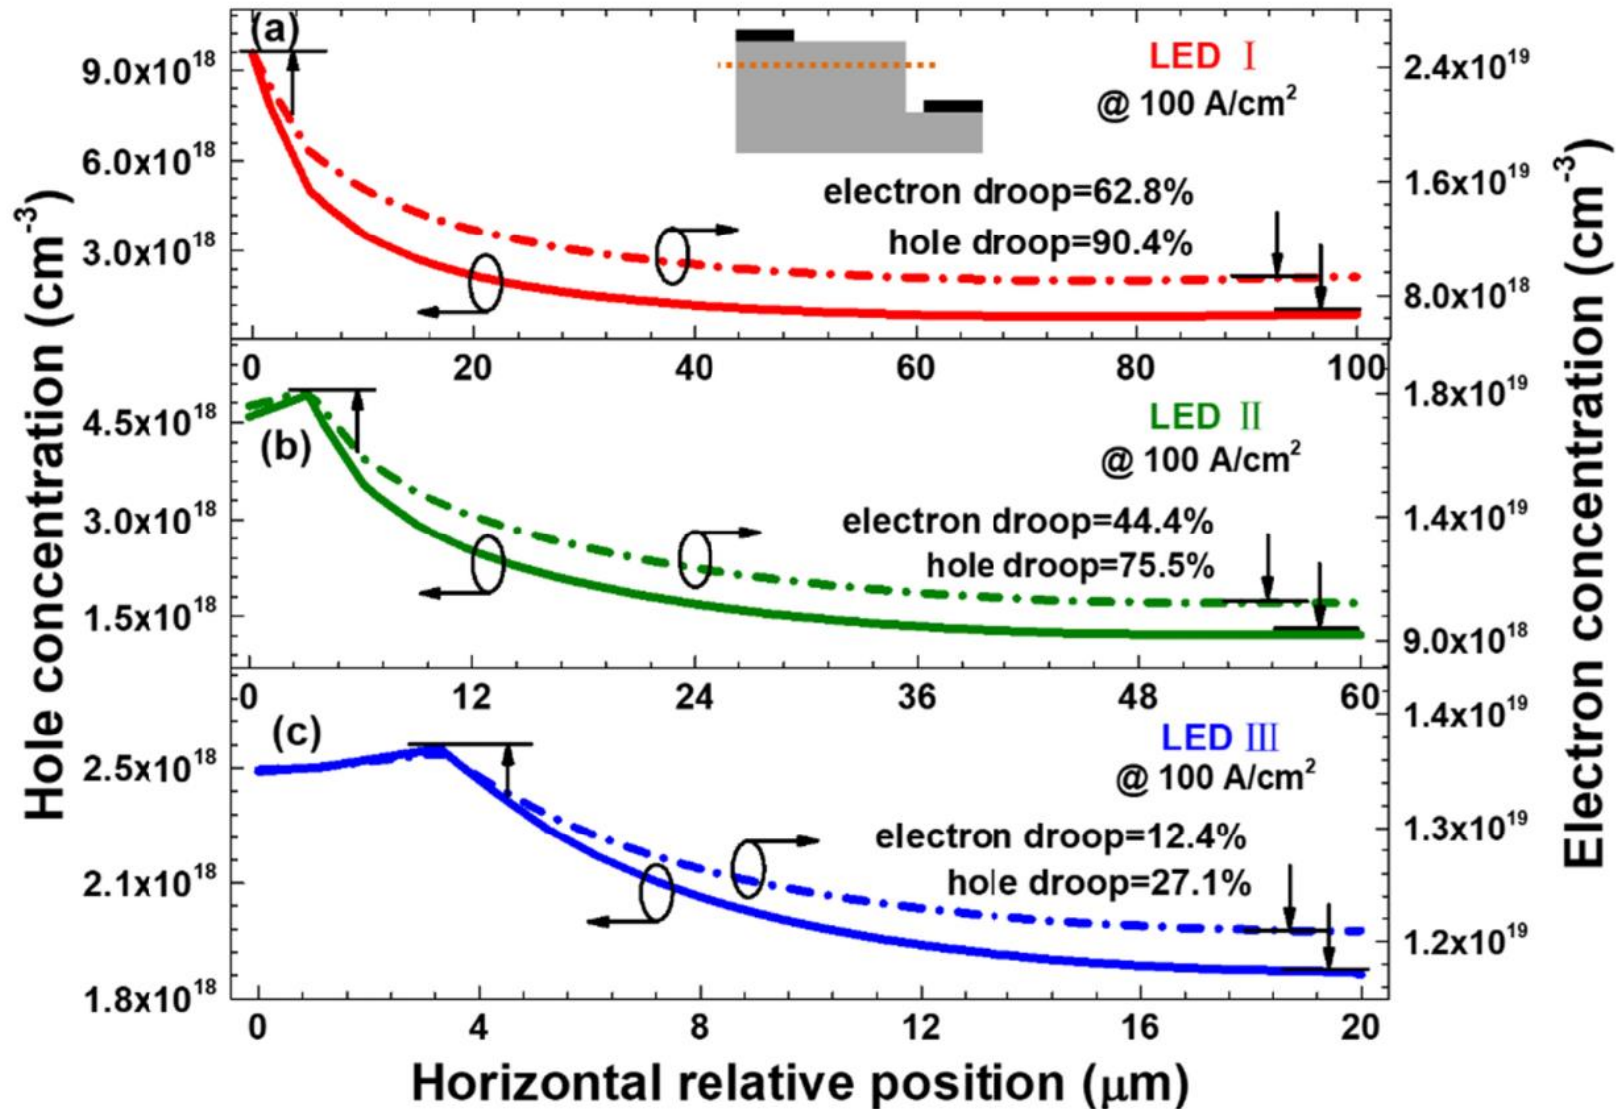 Hole concentration (cm⁻³)
Electron concentration (cm⁻³)
(a)
LED I
@ 100 A/cm²
electron droop=62.8%
hole droop=90.4%
9.0x10¹⁸
6.0x10¹⁸
3.0x10¹⁸
2.4x10¹⁹
1.6x10¹⁹
8.0x10¹⁸
0 20 40 60 80 100
(b)
LED II
@ 100 A/cm²
electron droop=44.4%
hole droop=75.5%
4.5x10¹⁸
3.0x10¹⁸
1.5x10¹⁸
1.8x10¹⁹
1.4x10¹⁹
9.0x10¹⁸
0 12 24 36 48 60
(c)
LED III
@ 100 A/cm²
electron droop=12.4%
hole droop=27.1%
2.5x10¹⁸
2.1x10¹⁸
1.8x10¹⁸
1.4x10¹⁹
1.3x10¹⁹
1.2x10¹⁹
0 4 8 12 16 20
Horizontal relative position (μm)